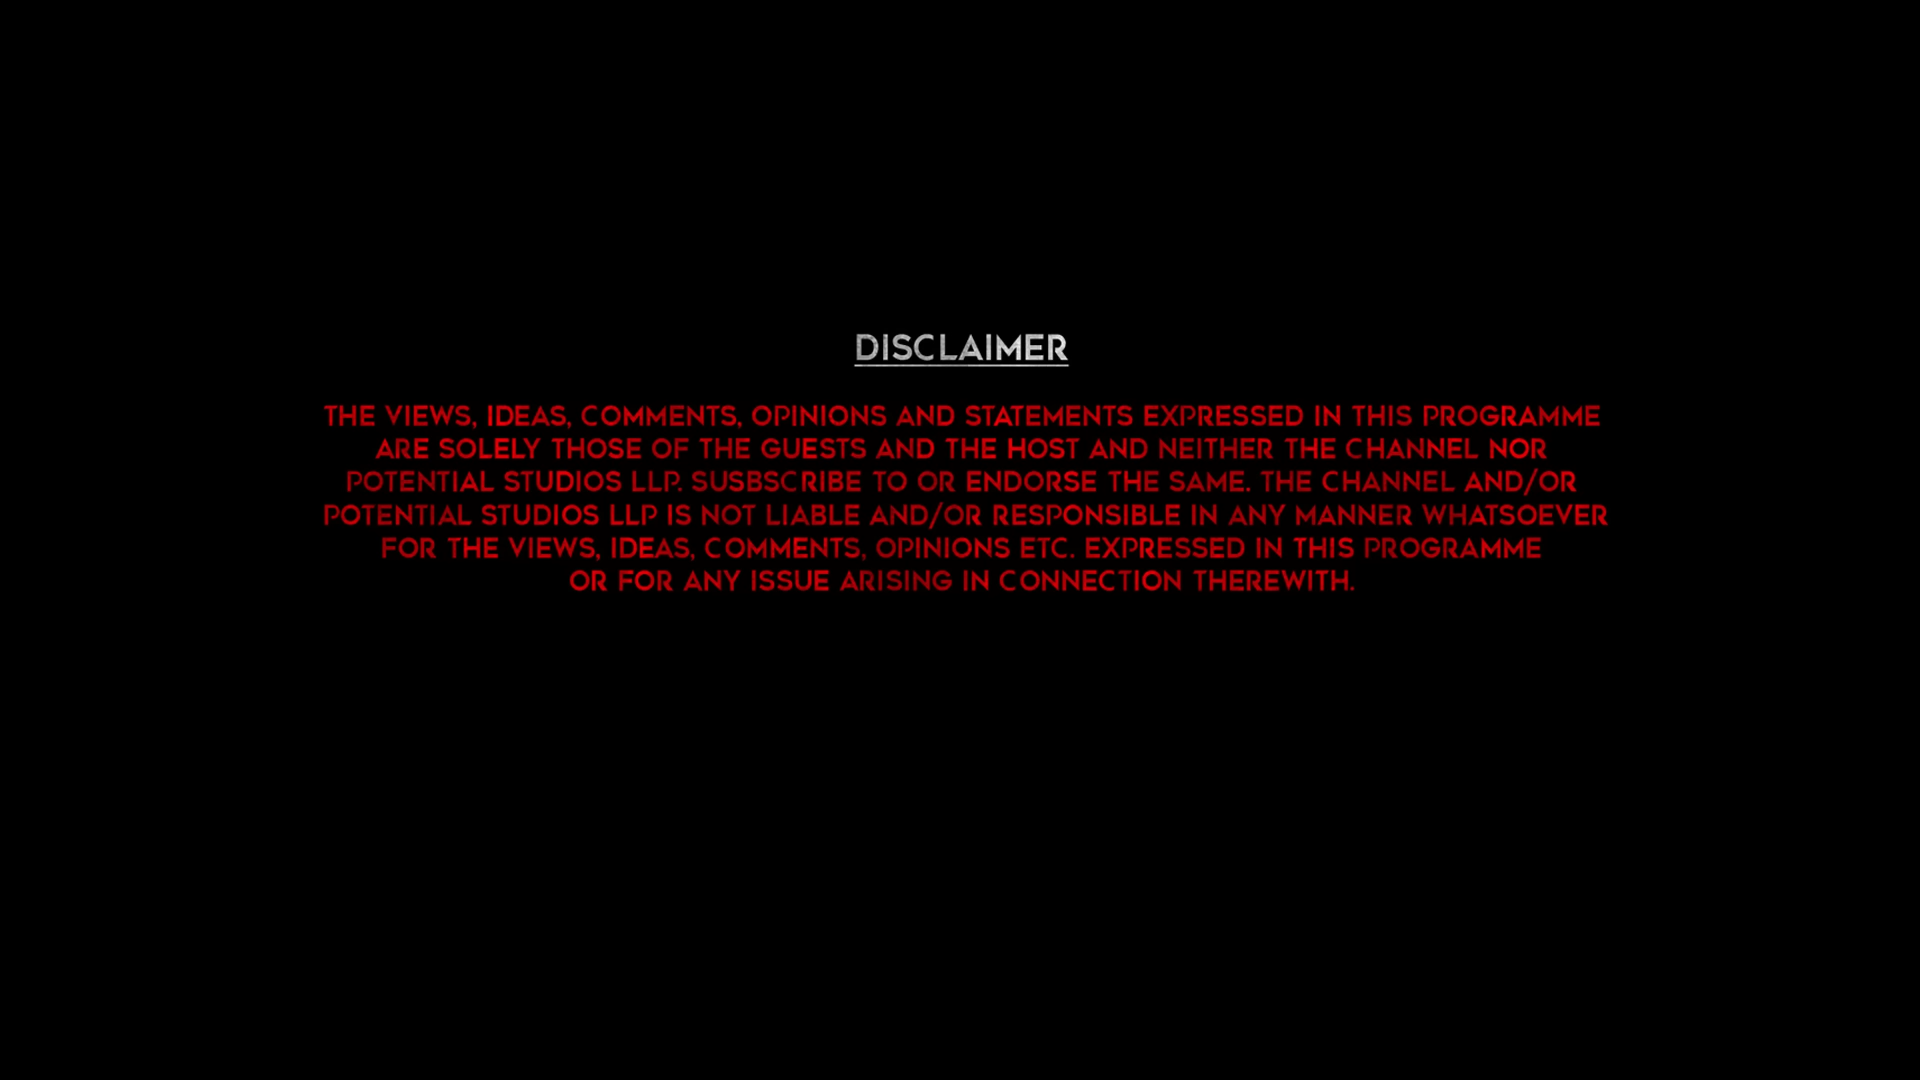 DISCLAIMER
THE VIEWS, IDEAS, COMMENTS, OPINIONS AND STATEMENTS EXPRESSED IN THIS PROGRAMME
ARE SOLELY THOSE OF THE GUESTS AND THE HOST AND NEITHER THE CHANNEL NOR
POTENTIAL STUDIOS LLP. SUSBSCRIBE TO OR ENDORSE THE SAME. THE CHANNEL AND/OR
POTENTIAL STUDIOS LLP IS NOT LIABLE AND/OR RESPONSIBLE IN ANY MANNER WHATSOEVER
FOR THE VIEWS, IDEAS, COMMENTS, OPINIONS ETC. EXPRESSED IN THIS PROGRAMME
OR FOR ANY ISSUE ARISING IN CONNECTION THEREWITH.